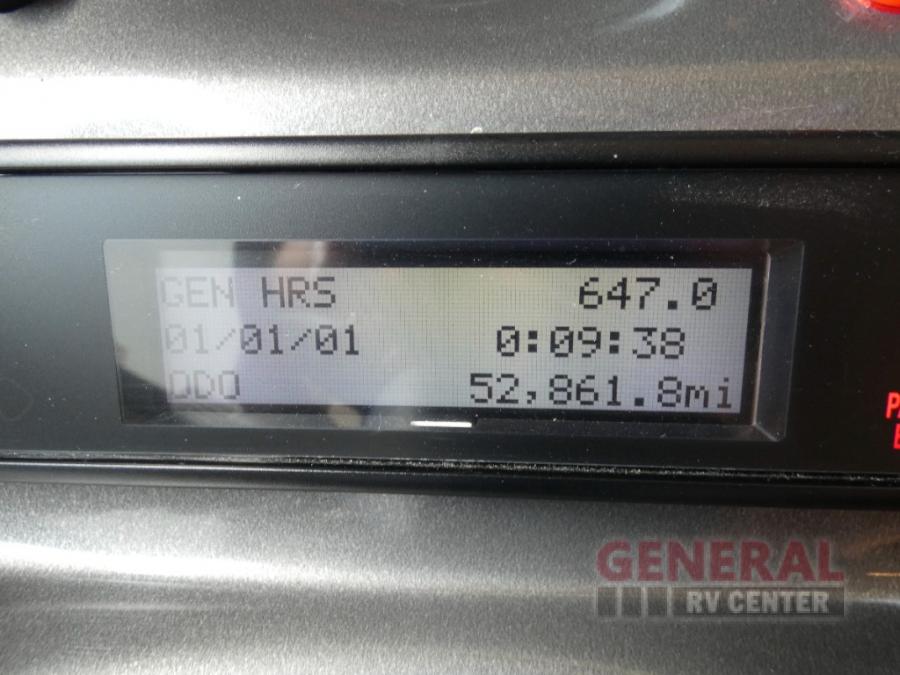 GEN HRS 647.0
01/01/01 0:09:38
ODO 52,861.8mi
GENERAL
RV CENTER